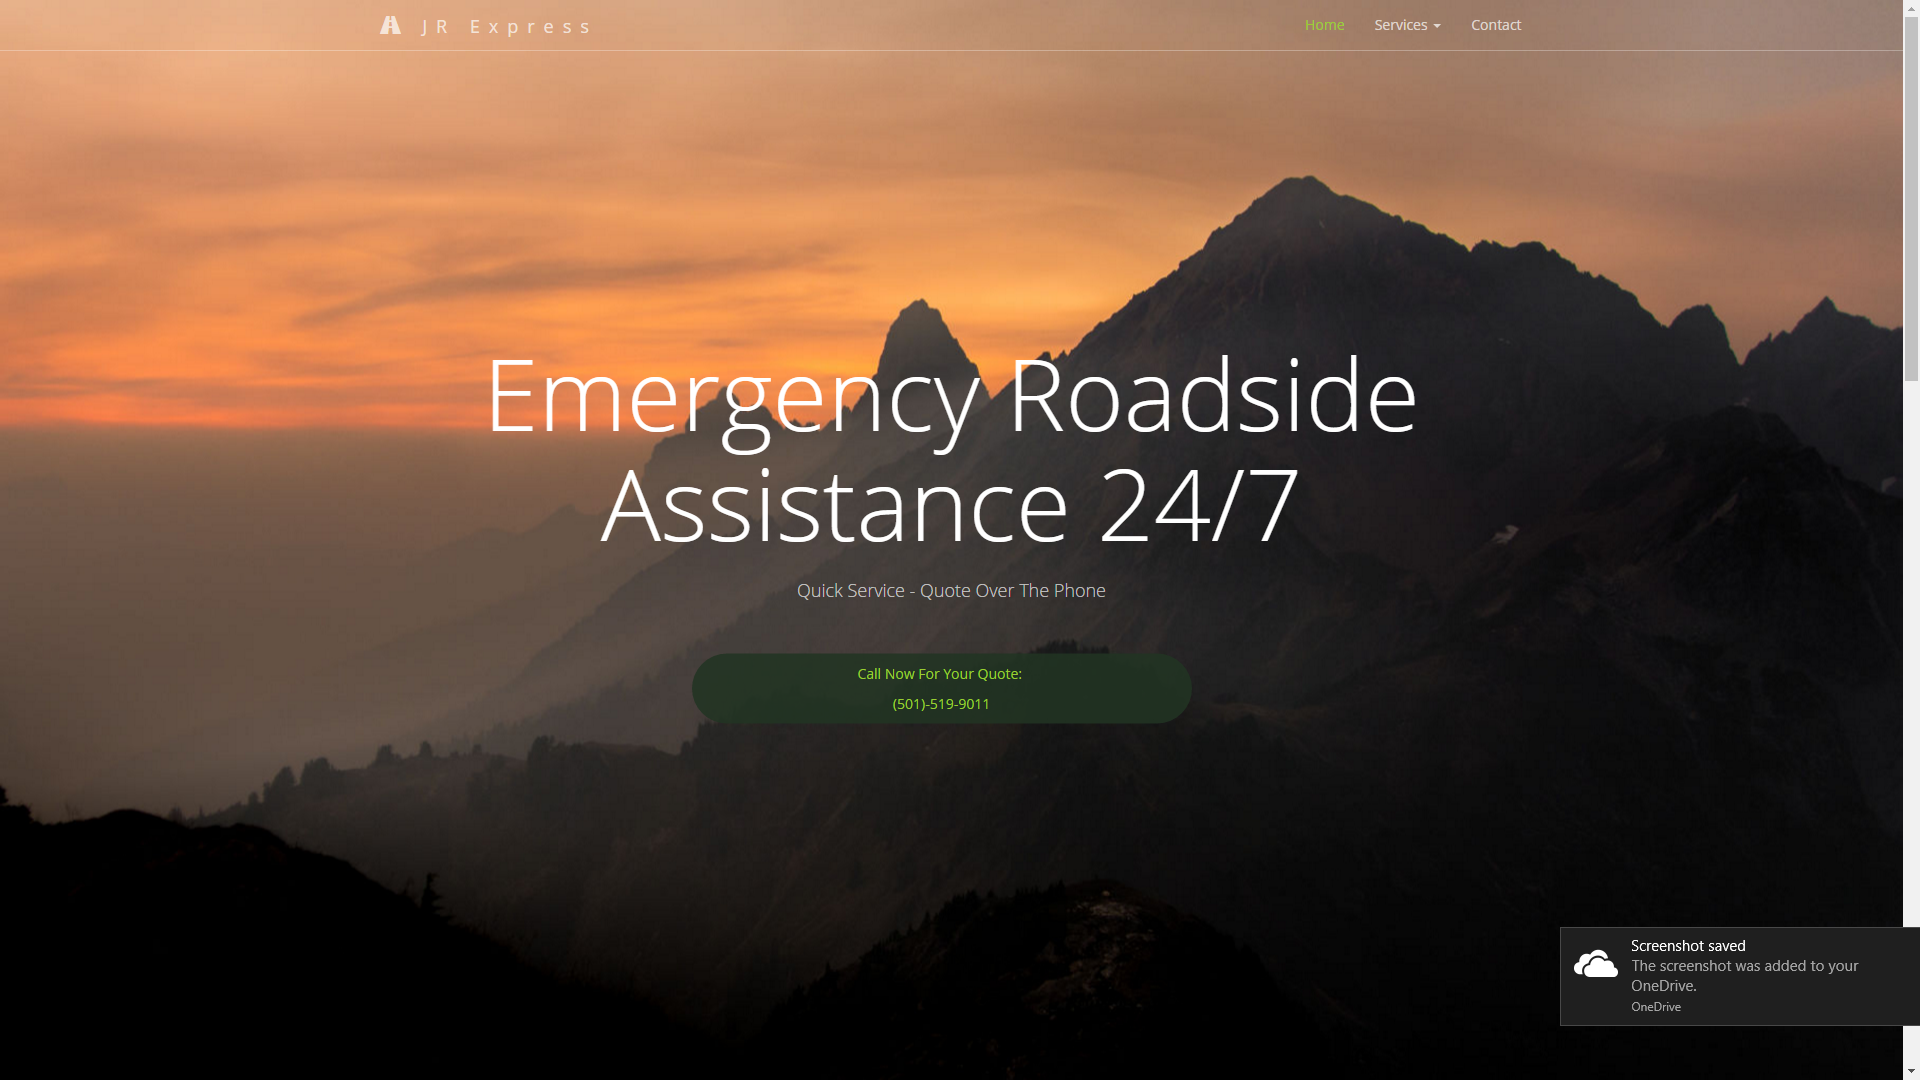 JR Express
Home
Services
Contact
Emergency Roadside
Assistance 24/7
Quick Service - Quote Over The Phone
Call Now For Your Quote:
(501)-519-9011
Screenshot saved
The screenshot was added to your
OneDrive.
OneDrive